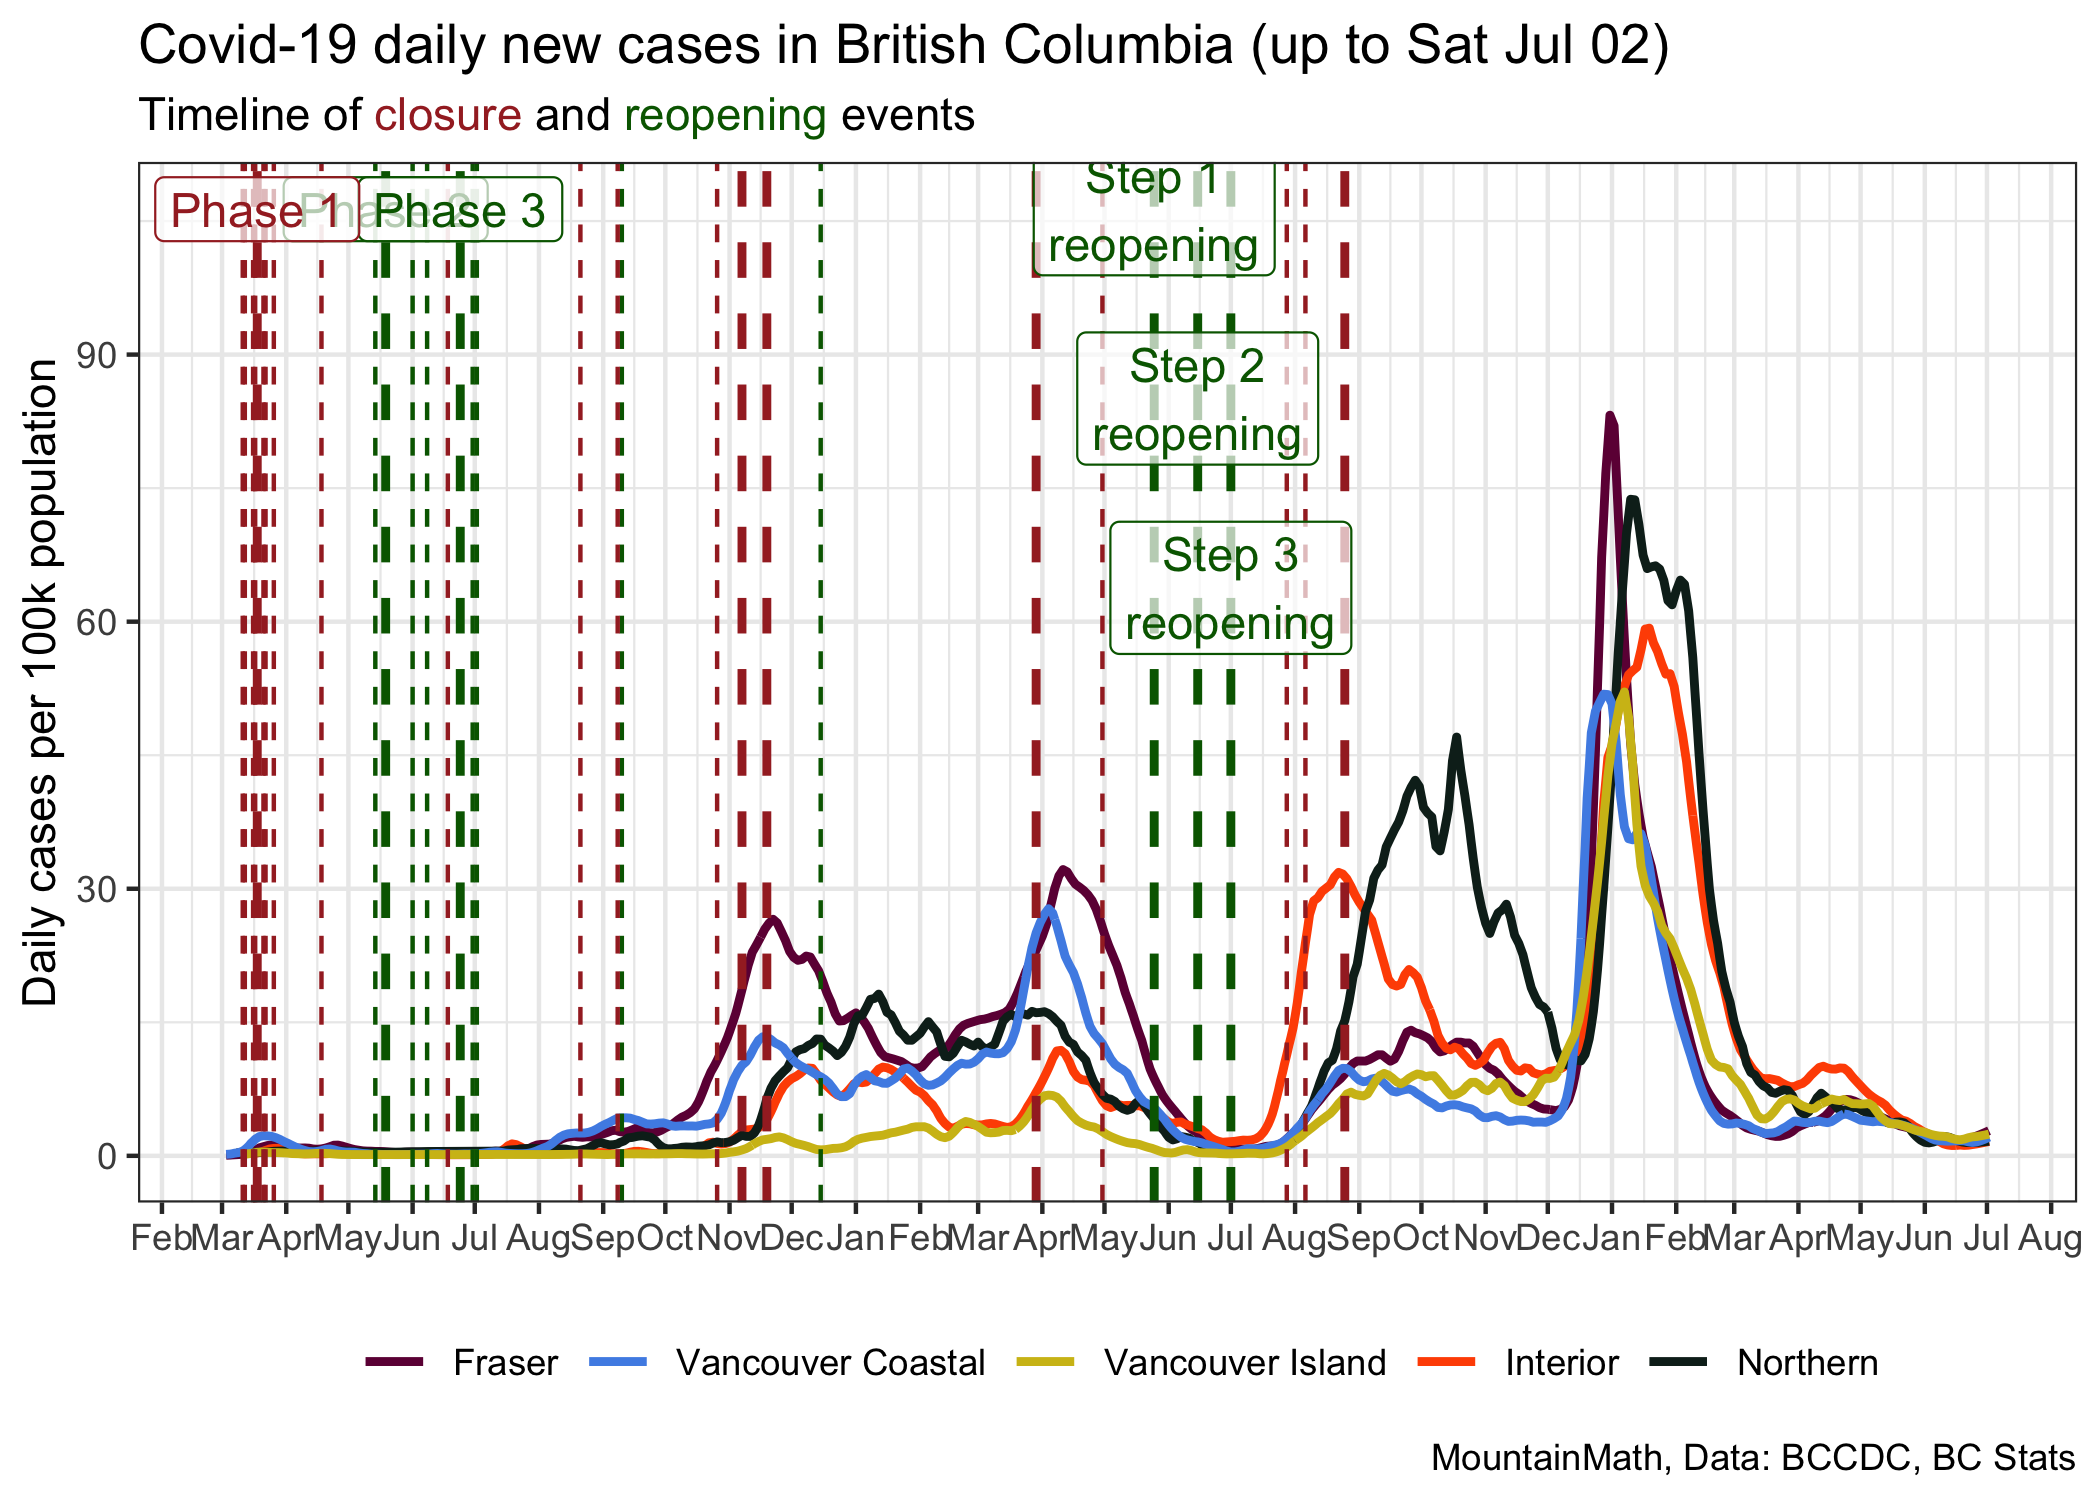 Covid-19 daily new cases in British Columbia (up to Sat Jul 02)
Timeline of closure and reopening events
Phase 1 Phase 2 Phase 3
Step 1
reopening
Step 2
reopening
Step 3
reopening
Daily cases per 100k population
90
60
30
0
Feb Mar Apr May Jun Jul Aug Sep Oct Nov Dec Jan Feb Mar Apr May Jun Jul Aug Sep Oct Nov Dec Jan Feb Mar Apr May Jun Jul Aug
Fraser Vancouver Coastal Vancouver Island Interior Northern
MountainMath, Data: BCCDC, BC Stats